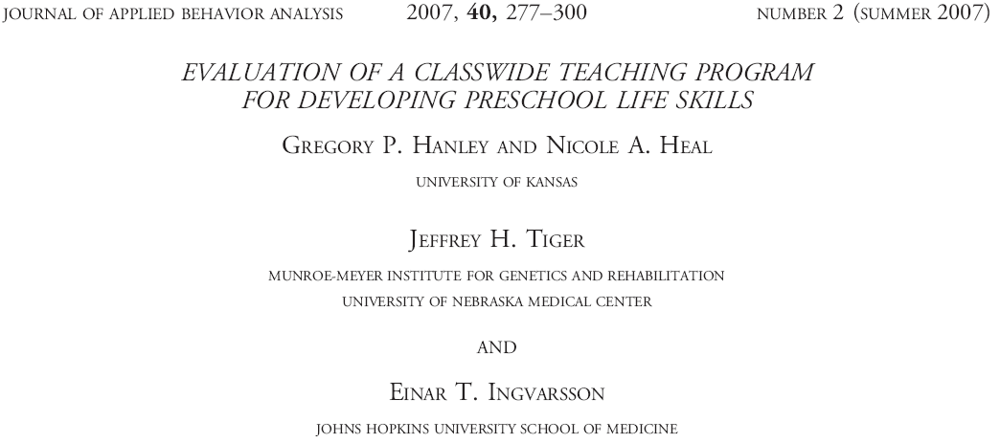 JOURNAL OF APPLIED BEHAVIOR ANALYSIS 2007, 40, 277–300 NUMBER 2 (SUMMER 2007)
EVALUATION OF A CLASSWIDE TEACHING PROGRAM
FOR DEVELOPING PRESCHOOL LIFE SKILLS
GREGORY P. HANLEY AND NICOLE A. HEAL
UNIVERSITY OF KANSAS
JEFFREY H. TIGER
MUNROE-MEYER INSTITUTE FOR GENETICS AND REHABILITATION
UNIVERSITY OF NEBRASKA MEDICAL CENTER
AND
EINAR T. INGVARSSON
JOHNS HOPKINS UNIVERSITY SCHOOL OF MEDICINE